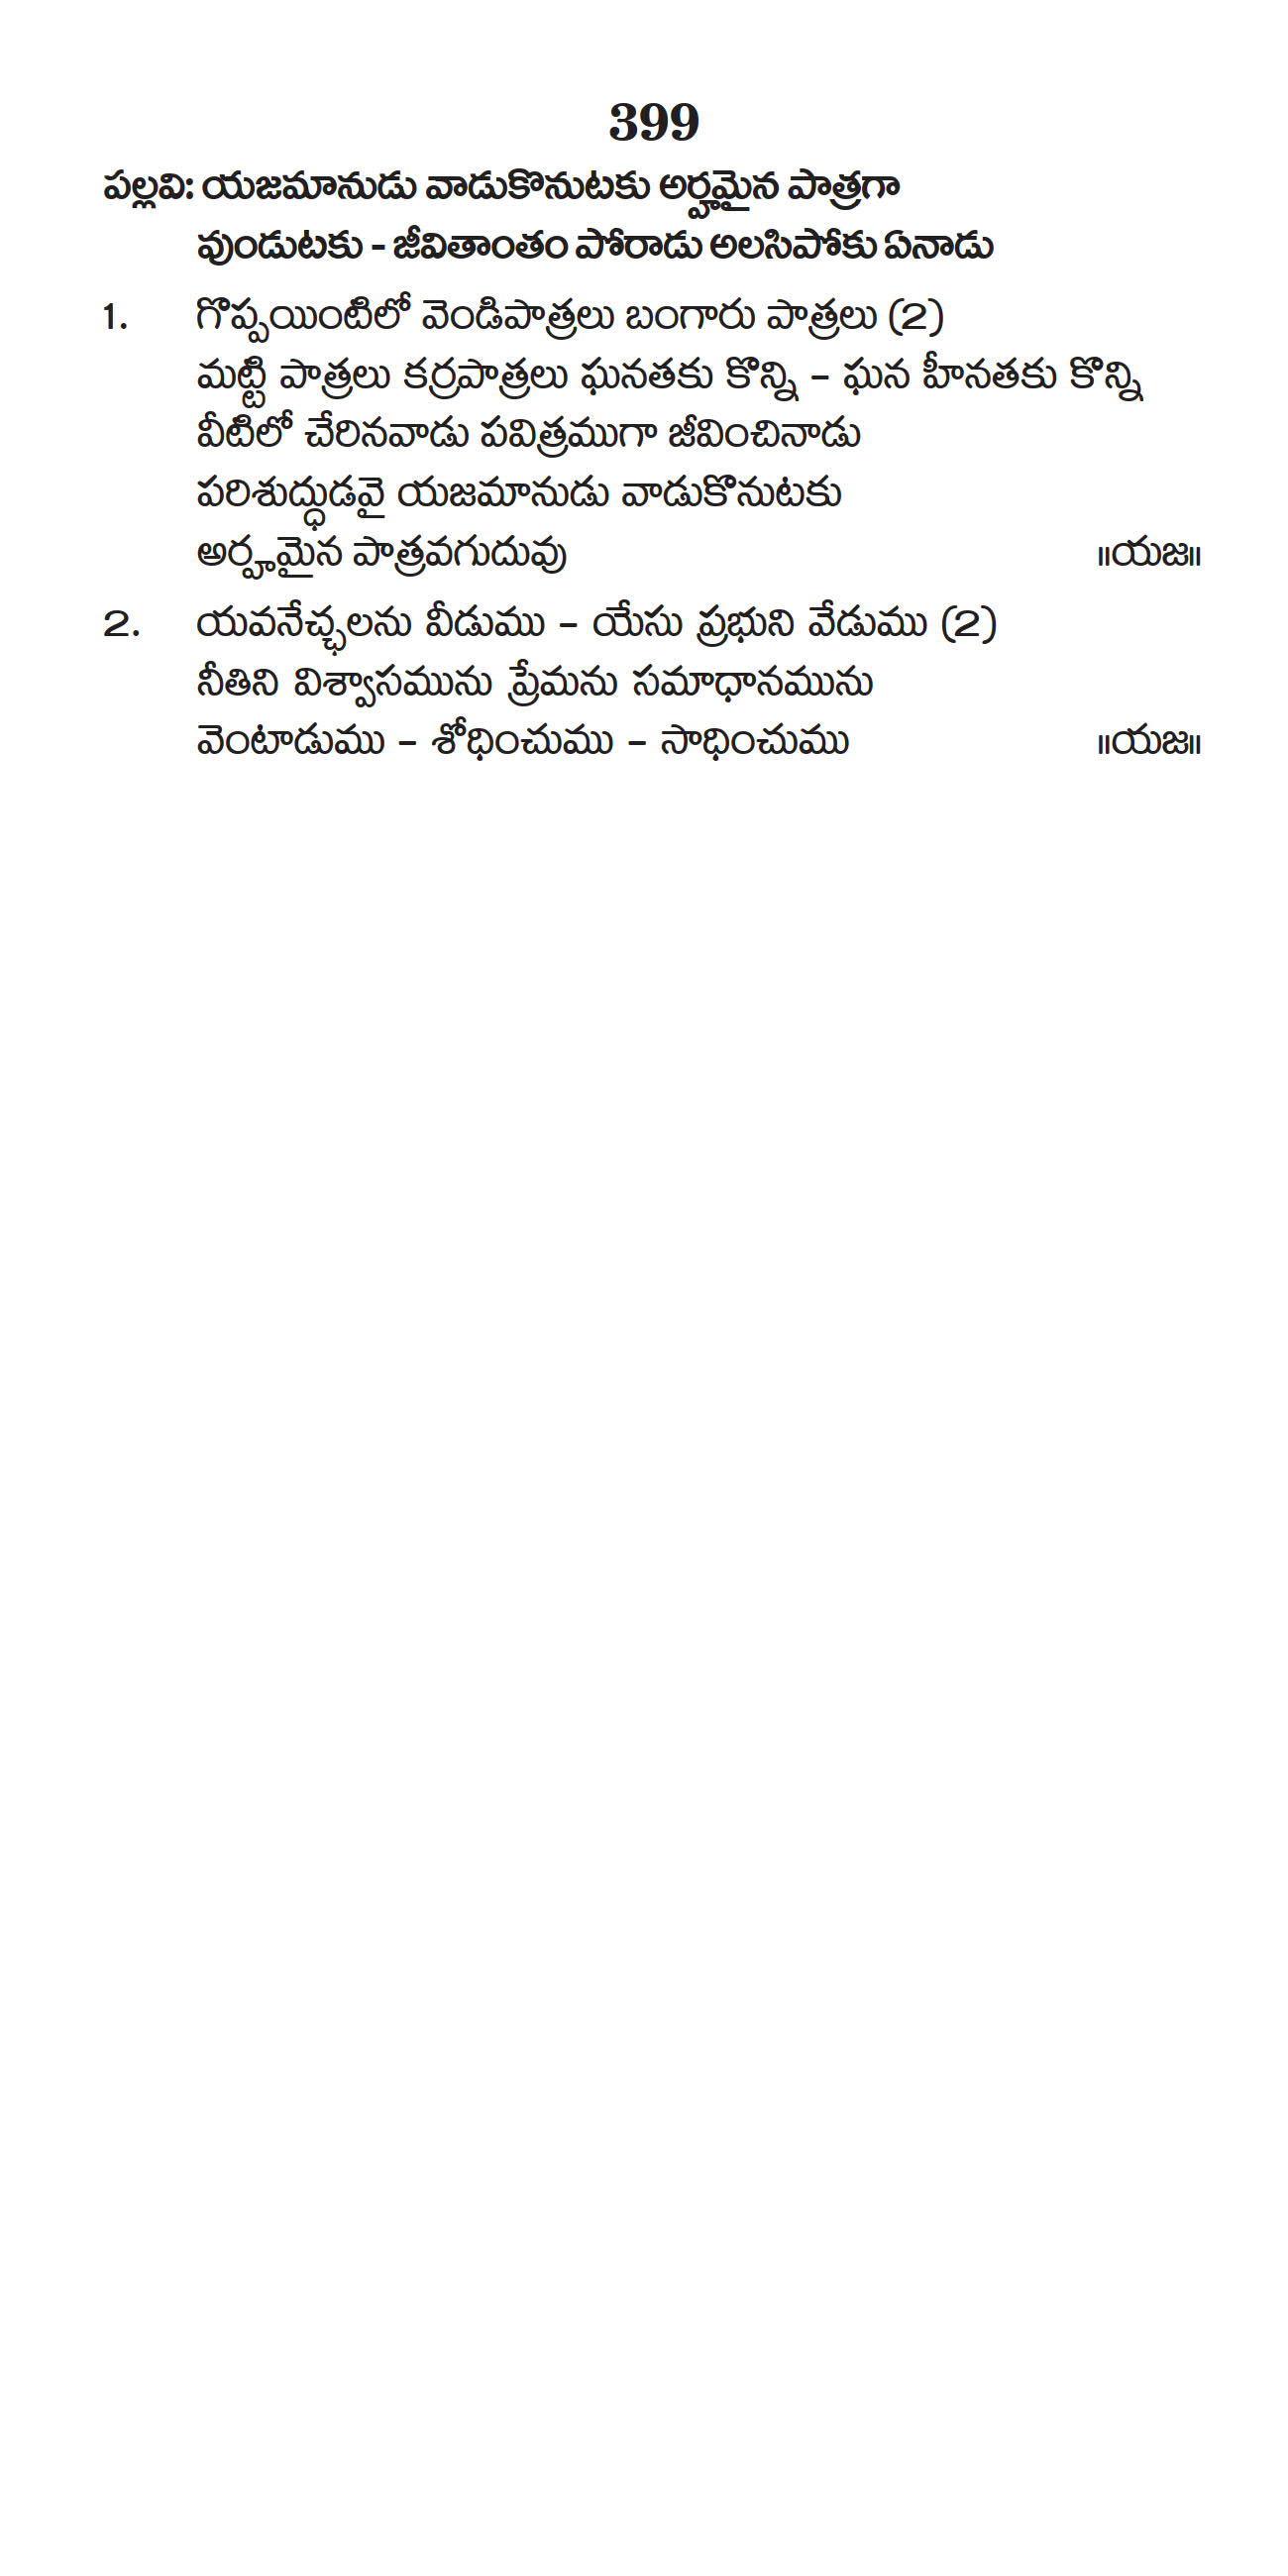 399
పల్లవి: యజమానుడు వాడుకొనుటకు అర్హమైన పాత్రగా
వుండుటకు - జీవితాంతం పోరాడు అలసిపోకు ఏనాడు
1. గొప్పయింటిలో వెండిపాత్రలు బంగారు పాత్రలు (2)
మట్టి పాత్రలు కర్రపాత్రలు ఘనతకు కొన్ని – ఘన హీనతకు కొన్ని
వీటిలో చేరినవాడు పవిత్రముగా జీవించినాడు
పరిశుద్ధుడవై యజమానుడు వాడుకొనుటకు
అర్హమైన పాత్రవగుదువు ॥యజ॥
2. యవనేచ్ఛలను వీడుము – యేసు ప్రభుని వేడుము (2)
నీతిని విశ్వాసమును ప్రేమను సమాధానమును
వెంటాడుము – శోధించుము – సాధించుము ॥యజ॥